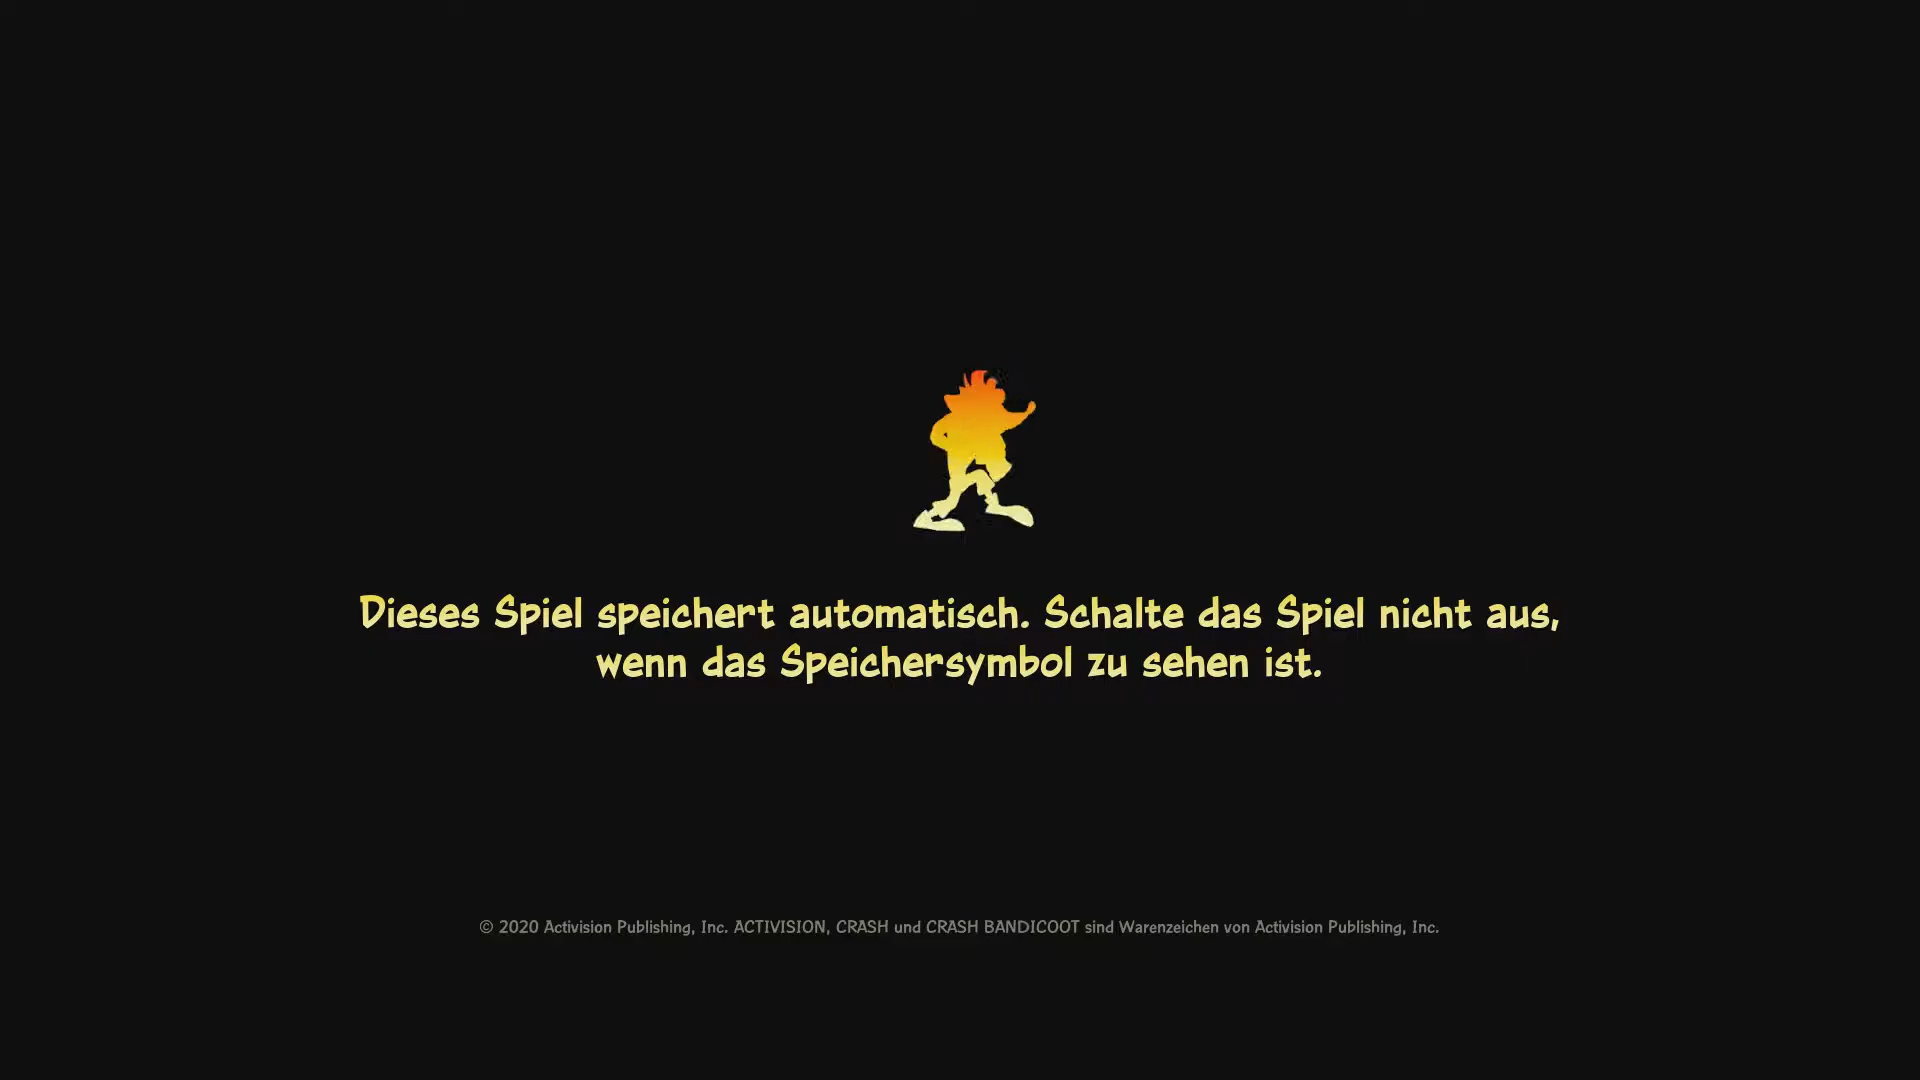 Dieses Spiel speichert automatisch. Schalte das Spiel nicht aus,
wenn das Speichersymbol zu sehen ist.
© 2020 Activision Publishing, Inc. ACTIVISION, CRASH und CRASH BANDICOOT sind Warenzeichen von Activision Publishing, Inc.